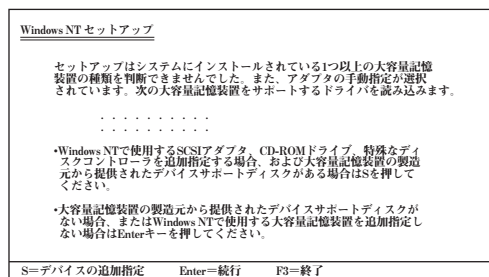 Windows NT セットアップ
セットアップはシステムにインストールされている1つ以上の大容量記憶
装置の種類を判断できませんでした。また、アダプタの手動指定が選択
されています。次の大容量記憶装置をサポートするドライバを読み込みます。
. . . . . . . . . .
. . . . . . . . . .
•Windows NTで使用するSCSIアダプタ、CD-ROMドライブ、特殊なディ
スクコントローラを追加指定する場合、および大容量記憶装置の製造
元から提供されたデバイスサポートディスクがある場合はSを押して
ください。
•大容量記憶装置の製造元から提供されたデバイスサポートディスクが
ない場合、またはWindows NTで使用する大容量記憶装置を追加指定し
ない場合はEnterキーを押してください。
S=デバイスの追加指定 Enter=続行 F3=終了